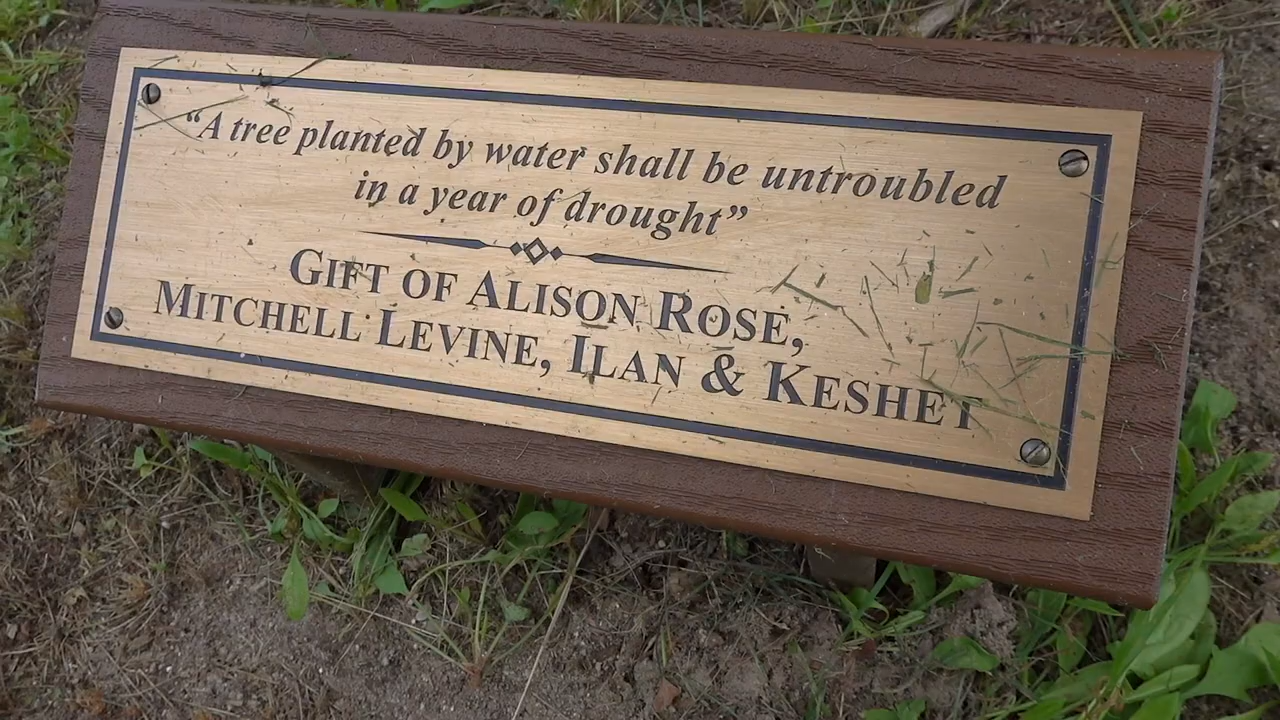 “A tree planted by water shall be untroubled
in a year of drought”
GIFT OF ALISON ROSE,
MITCHELL LEVINE, ILAN & KESHET